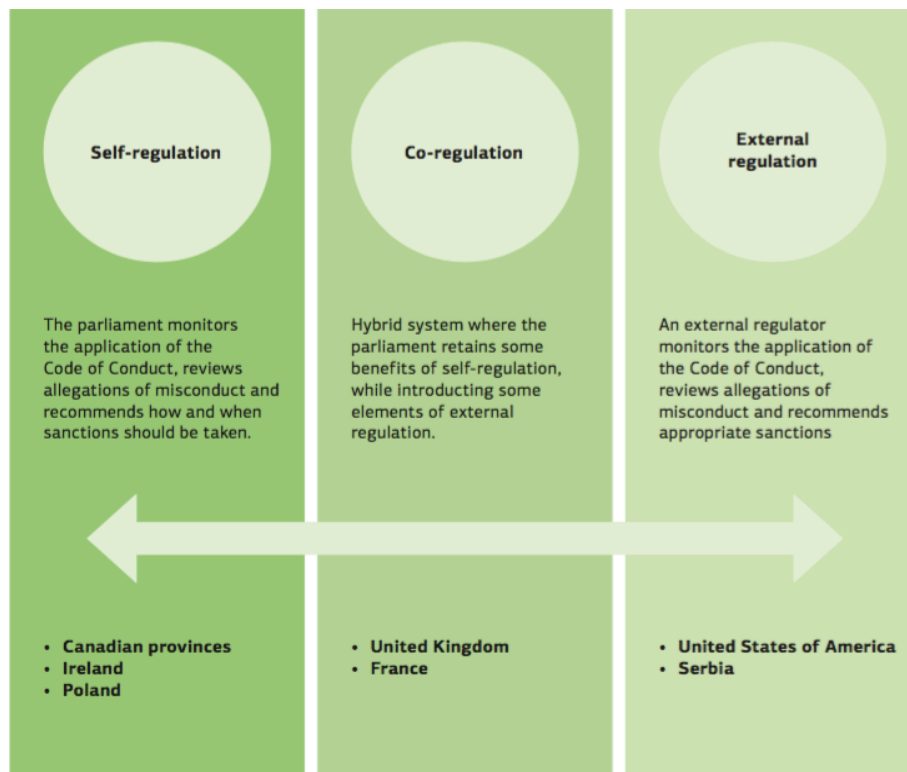 Self-regulation
The parliament monitors
the application of the
Code of Conduct, reviews
allegations of misconduct and
recommends how and when
sanctions should be taken.
• Canadian provinces
• Ireland
• Poland
Co-regulation
Hybrid system where the
parliament retains some
benefits of self-regulation,
while introducting some
elements of external
regulation.
• United Kingdom
• France
External
regulation
An external regulator
monitors the application of
the Code of Conduct,
reviews allegations of
misconduct and recommends
appropriate sanctions
• United States of America
• Serbia